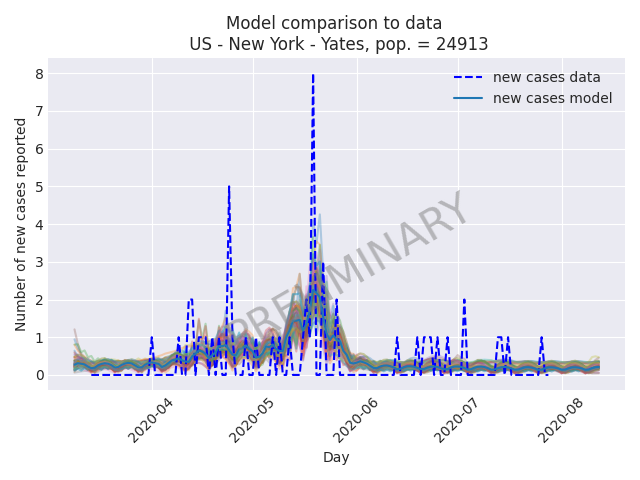 Model comparison to data
US - New York - Yates, pop. = 24913
Number of new cases reported
8
7
6
5
4
3
2
1
0
new cases data
new cases model
PRELIMINARY
2020-04
2020-05
2020-06
2020-07
2020-08
Day